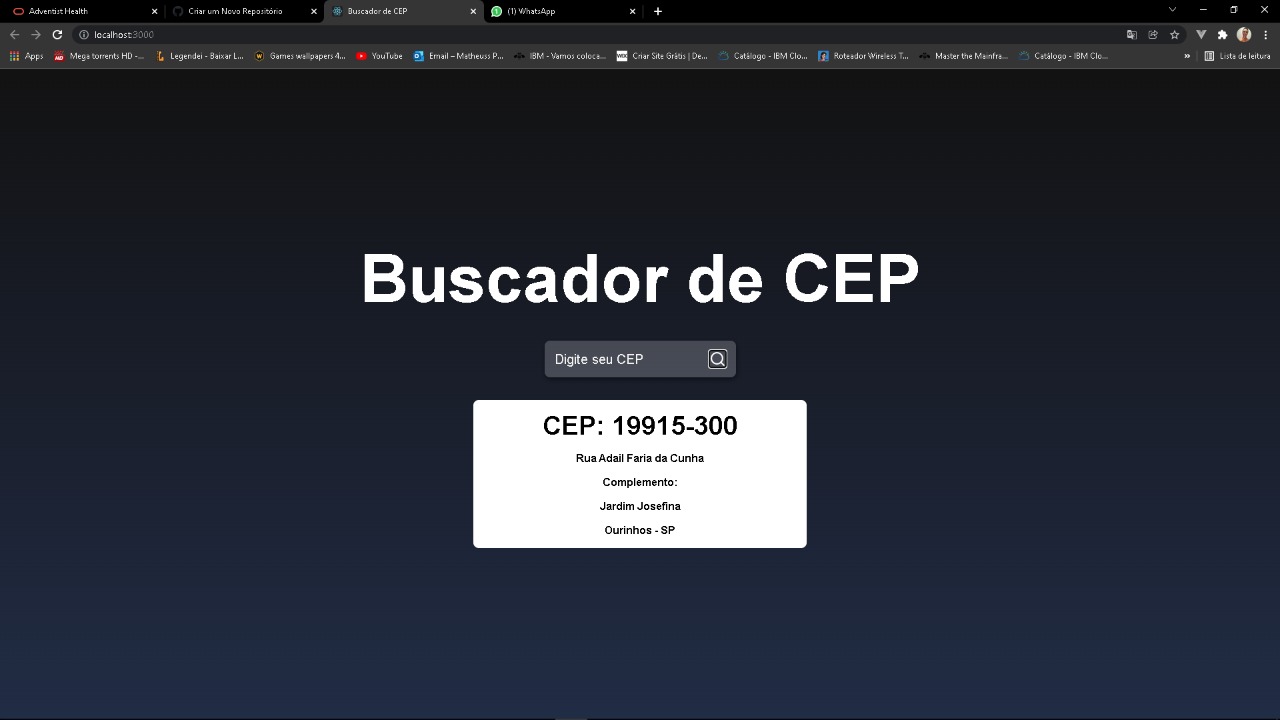 Adventist Health
Criar um Novo Repositório
Buscador de CEP
(1) WhatsApp
localhost:3000
Apps
Mega torrents HD -...
Legendei - Baixar L...
Games wallpapers 4...
YouTube
Email – Matheuss P...
IBM - Vamos coloca...
Criar Site Grátis | De...
Catálogo - IBM Clo...
Roteador Wireless T...
Master the Mainfra...
Catálogo - IBM Clo...
»
Lista de leitura
Buscador de CEP
Digite seu CEP
CEP: 19915-300
Rua Adail Faria da Cunha
Complemento:
Jardim Josefina
Ourinhos - SP